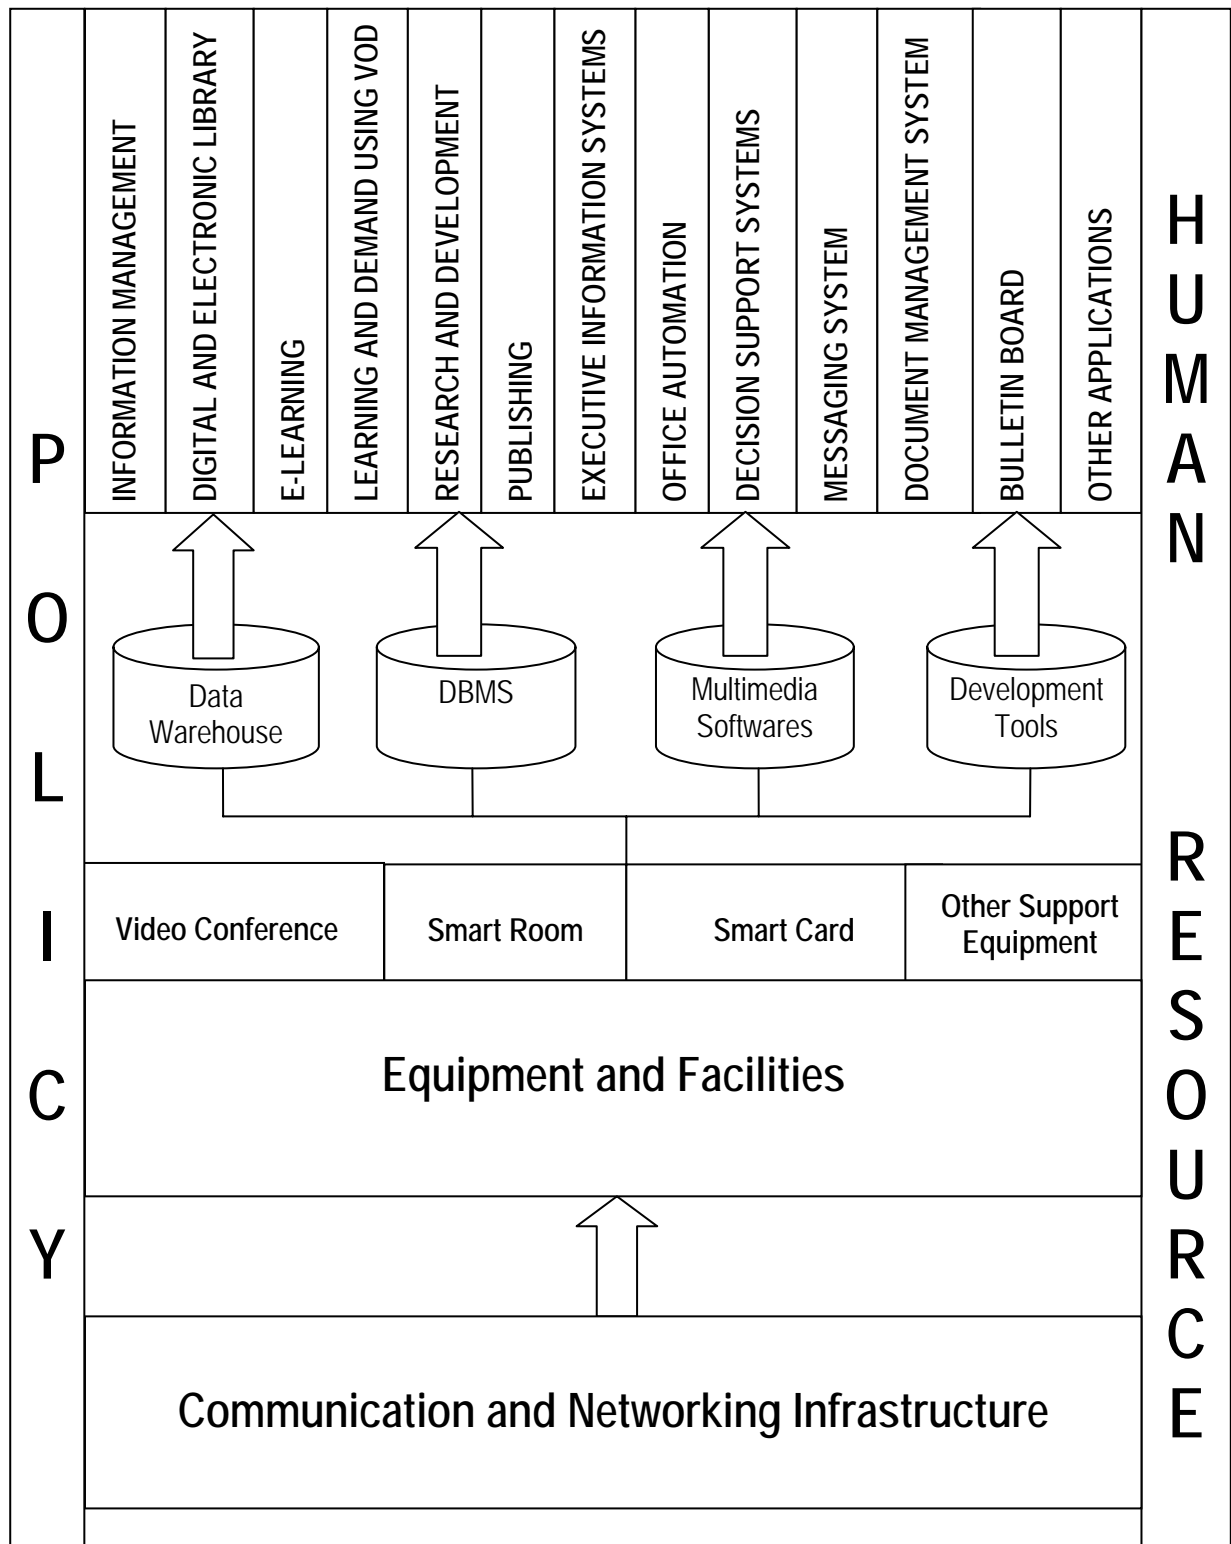 POLICY
INFORMATION MANAGEMENT
DIGITAL AND ELECTRONIC LIBRARY
E-LEARNING
LEARNING AND DEMAND USING VOD
RESEARCH AND DEVELOPMENT
PUBLISHING
EXECUTIVE INFORMATION SYSTEMS
OFFICE AUTOMATION
DECISION SUPPORT SYSTEMS
MESSAGING SYSTEM
DOCUMENT MANAGEMENT SYSTEM
BULLETIN BOARD
OTHER APPLICATIONS
HUMAN RESOURCE
Data
Warehouse
DBMS
Multimedia
Softwares
Development
Tools
Video Conference
Smart Room
Smart Card
Other Support
Equipment
Equipment and Facilities
Communication and Networking Infrastructure